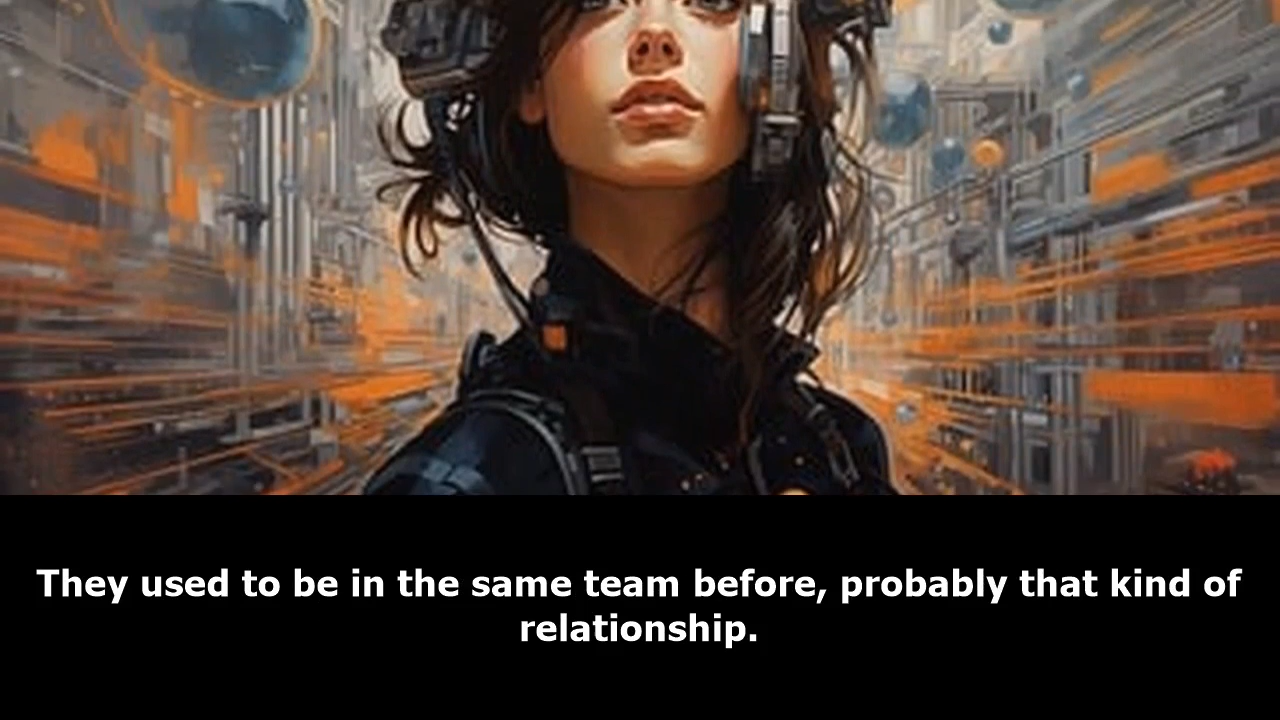 They used to be in the same team before, probably that kind of
relationship.